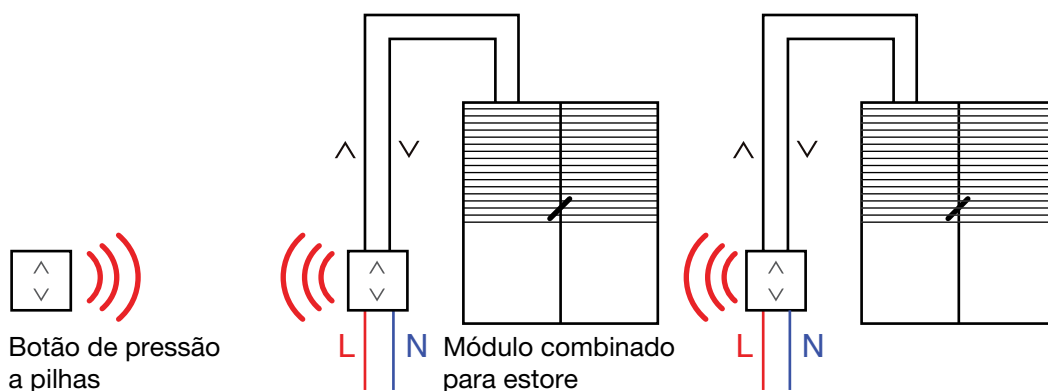 L N L N
Botão de pressão
a pilhas
Módulo combinado
para estore